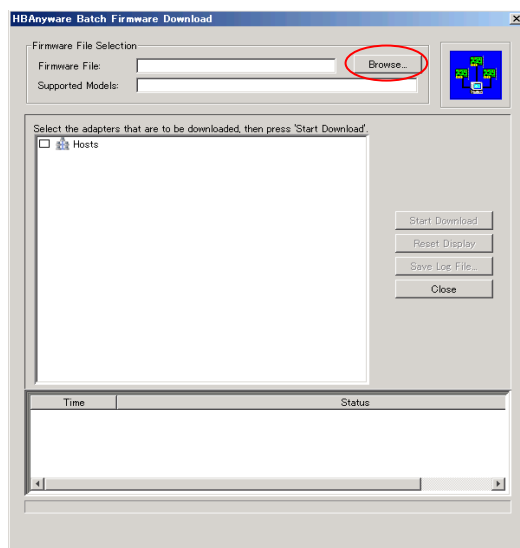 HBAnyware Batch Firmware Download
Firmware File Selection
Firmware File:
Browse...
Supported Models:
Select the adapters that are to be downloaded, then press 'Start Download'.
Hosts
Start Download
Reset Display
Save Log File...
Close
Time Status